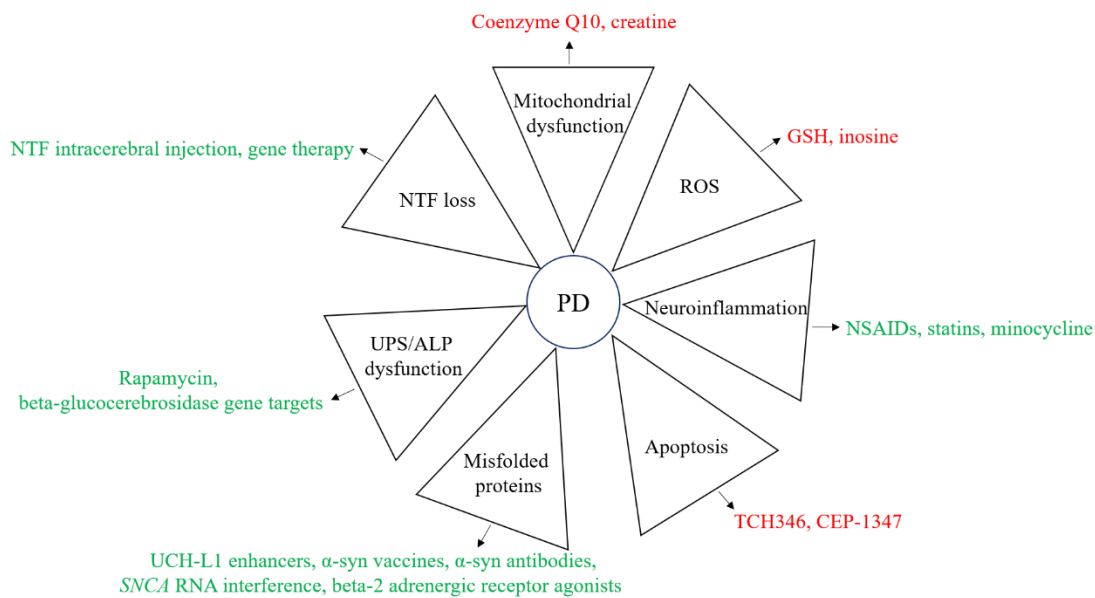 Coenzyme Q10, creatine
Mitochondrial
dysfunction
GSH, inosine
ROS
NTF intracerebral injection, gene therapy
NTF loss
PD
Neuroinflammation
NSAIDs, statins, minocycline
UPS/ALP
dysfunction
Rapamycin,
beta-glucocerebrosidase gene targets
Apoptosis
Misfolded
proteins
TCH346, CEP-1347
UCH-L1 enhancers, α-syn vaccines, α-syn antibodies,
SNCA RNA interference, beta-2 adrenergic receptor agonists